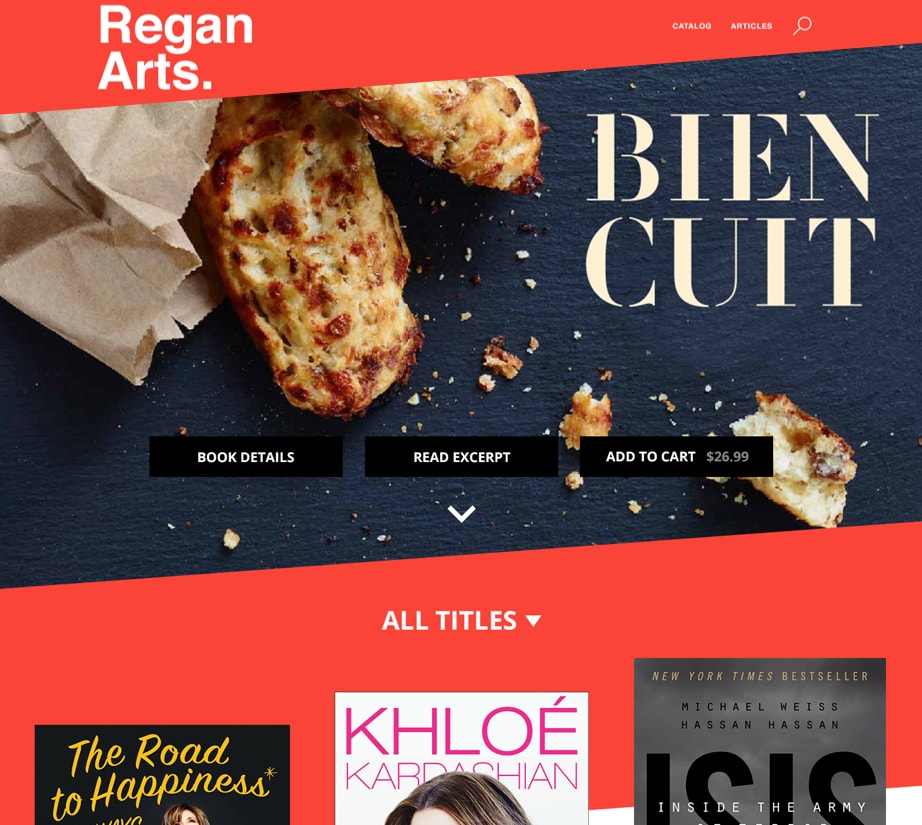 Regan
Arts.
CATALOG ARTICLES
BIEN
CUIT
BOOK DETAILS
READ EXCERPT
ADD TO CART $26.99
ALL TITLES
The Road
to Happiness*
KHLOÉ
KARDASHIAN
NEW YORK TIMES BESTSELLER
MICHAEL WEISS
HASSAN HASSAN
ISIS
INSIDE THE ARMY